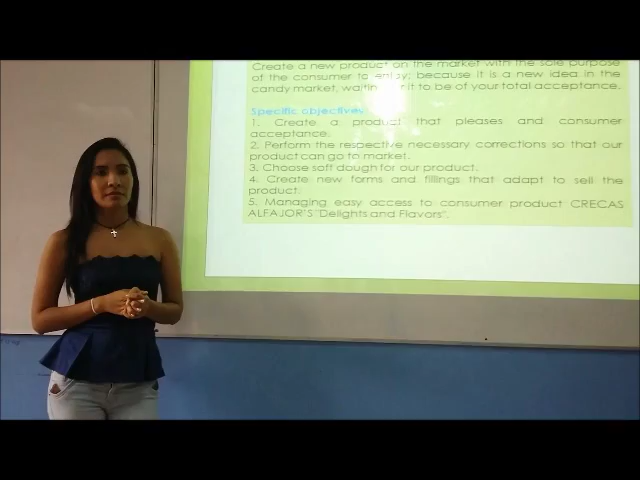 Create a new product on the market with the sole purpose
of the consumer to enjoy; because it is a new idea in the
candy market, it to be of your total acceptance.
Specific objectives
1. Create a product that pleases and consumer
acceptance.
2. Perform the respective necessary corrections so that our
product can go to market.
3. Choose soft dough for our product.
4. Create new forms and fillings that adapt to sell the
product.
5. Managing easy access to consumer product CRECAS
ALFAJOR'S "Delights and Flavors".